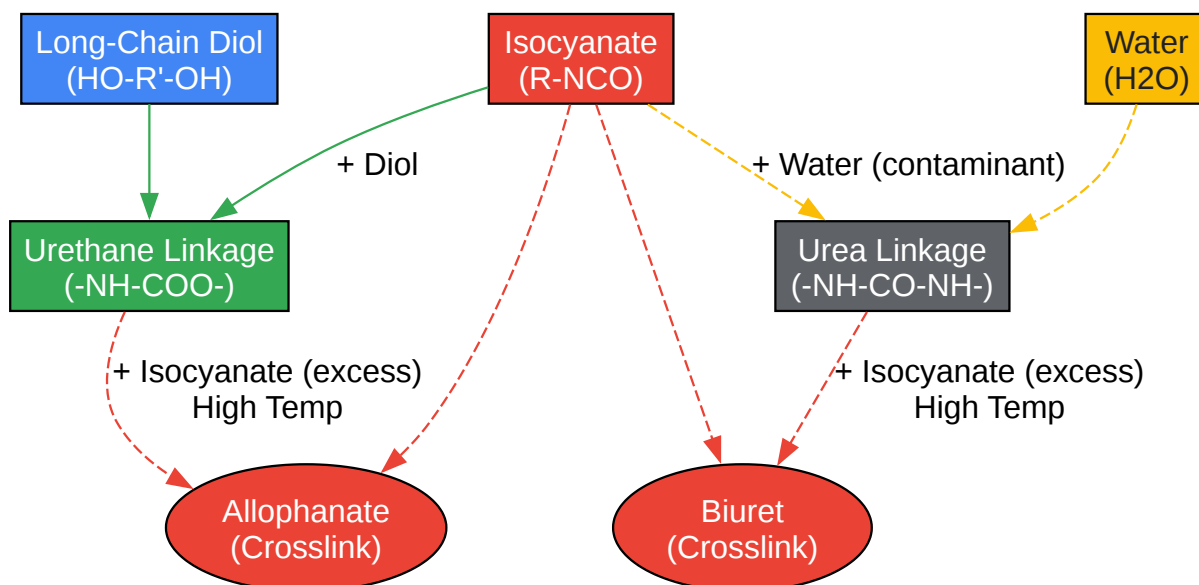 Long-Chain Diol
(HO-R'-OH)
Isocyanate
(R-NCO)
Water
(H2O)
+ Diol
+ Water (contaminant)
Urethane Linkage
(-NH-COO-)
Urea Linkage
(-NH-CO-NH-)
+ Isocyanate (excess)
High Temp
+ Isocyanate (excess)
High Temp
Allophanate
(Crosslink)
Biuret
(Crosslink)